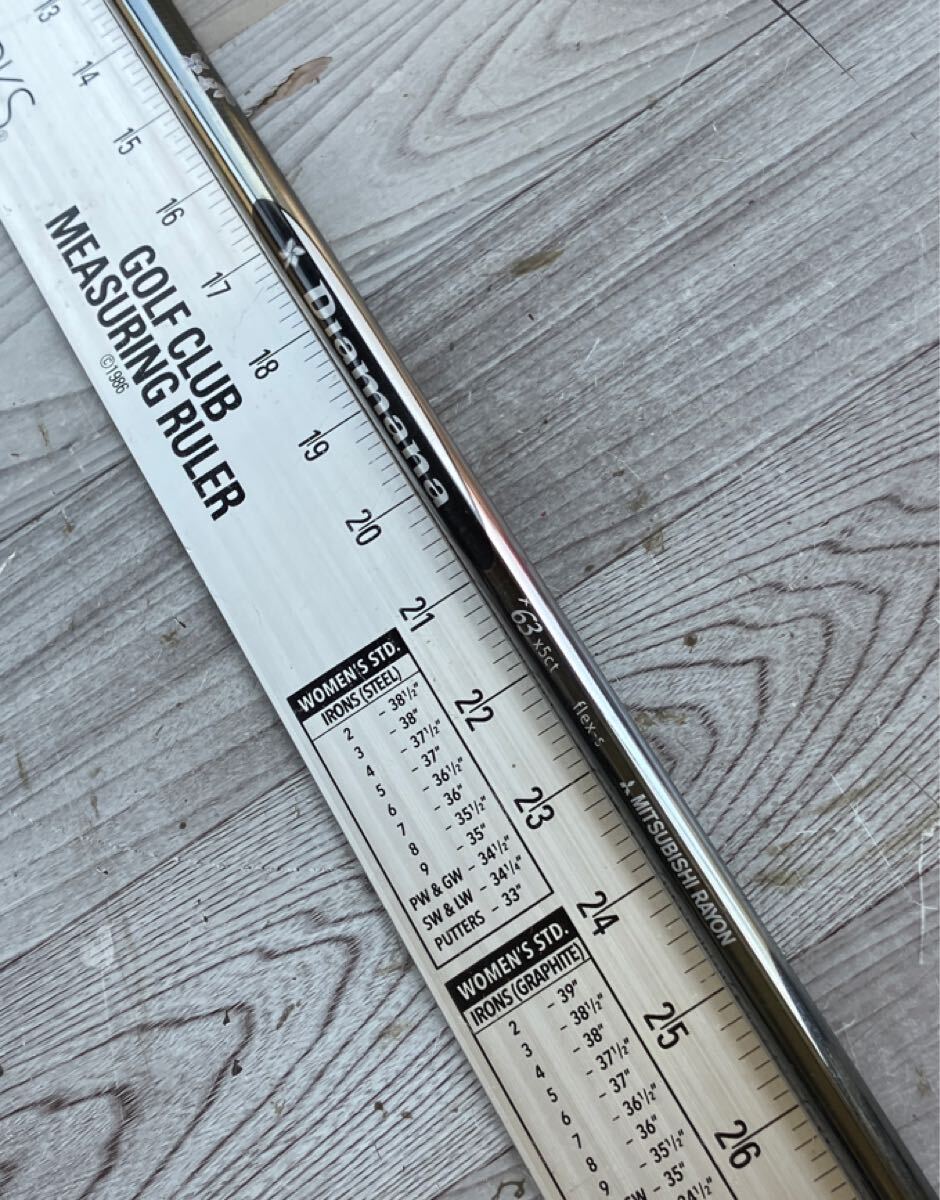 13
14
15
16
17
18
19
20
21
22
23
24
25
26
GOLF CLUB
MEASURING RULER
©1986
Diamana
63 x5ct
flex-s
MITSUBISHI RAYON
WOMEN'S STD.
IRONS (STEEL)
2 - 38½"
3 - 38"
4 - 37½"
5 - 37"
6 - 36½"
7 - 36"
8 - 35½"
9 - 35"
PW & GW - 34½"
SW & LW - 34¼"
PUTTERS - 33"
WOMEN'S STD.
IRONS (GRAPHITE)
2 - 39"
3 - 38½"
4 - 38"
5 - 37½"
6 - 37"
7 - 36½"
8 - 36"
9 - 35½"
- 35"